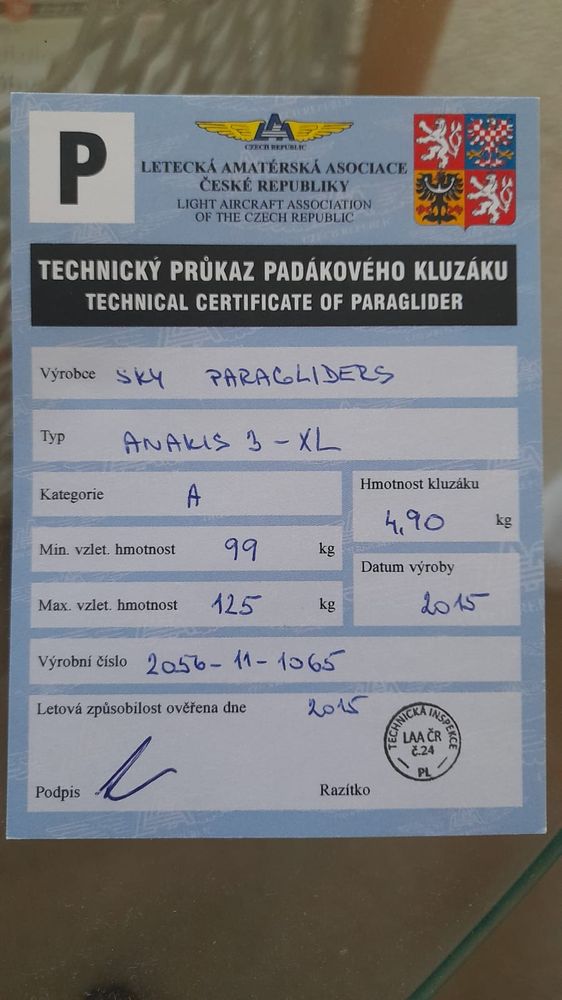 P
CZECH REPUBLIC
LETECKÁ AMATÉRSKÁ ASOCIACE
ČESKÉ REPUBLIKY
LIGHT AIRCRAFT ASSOCIATION
OF THE CZECH REPUBLIC
TECHNICKÝ PRŮKAZ PADÁKOVÉHO KLUZÁKU
TECHNICAL CERTIFICATE OF PARAGLIDER
Výrobce SKY PARAGLIDERS
Typ ANAKIS 3 - XL
Kategorie A
Hmotnost kluzáku
4,90 kg
Min. vzlet. hmotnost 99 kg
Datum výroby
2015
Max. vzlet. hmotnost 125 kg
Výrobní číslo 2056-11-1065
Letová způsobilost ověřena dne 2015
TECHNICKÁ INSPEKCE
LAA ČR
č.24
PL
Podpis
Razítko